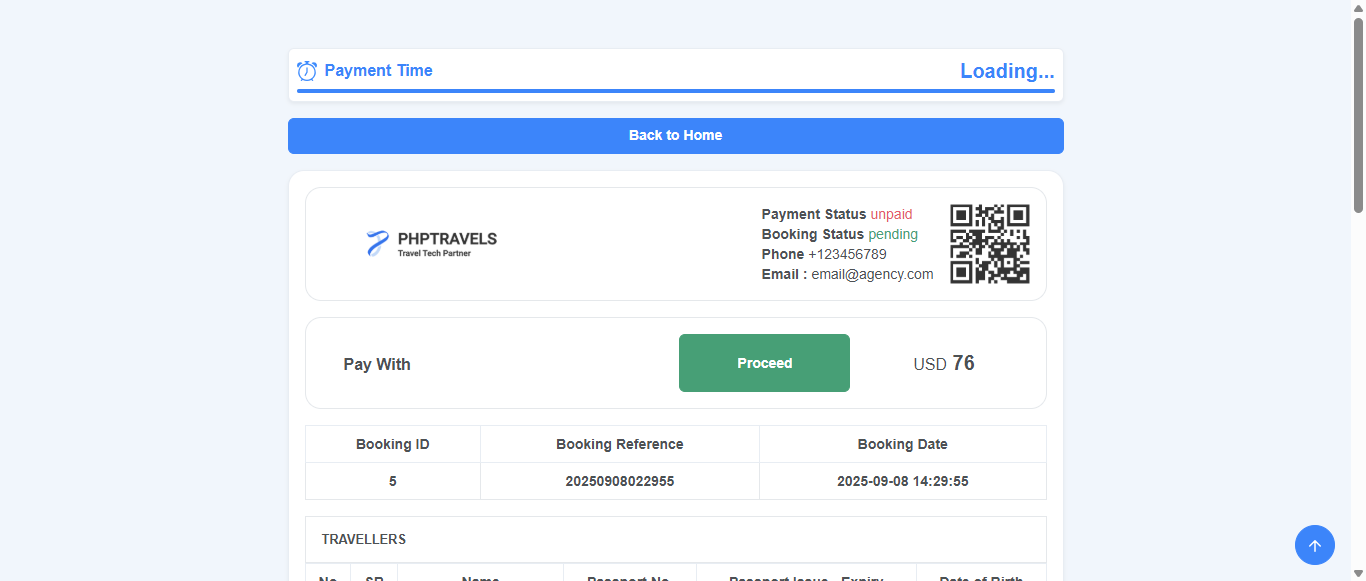 Payment Time
Loading...
Back to Home
PHPTRAVELS
Travel Tech Partner
Payment Status unpaid
Booking Status pending
Phone +123456789
Email : email@agency.com
Pay With
Proceed
USD 76
Booking ID Booking Reference Booking Date
5 20250908022955 2025-09-08 14:29:55
TRAVELLERS
No SR Name Passport No Passport Issue - Expiry Date of Birth